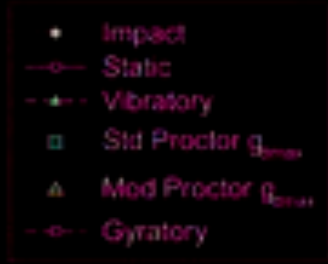 Impact
Static
Vibratory
Std Proctor g
Mod Proctor g
Gyratory